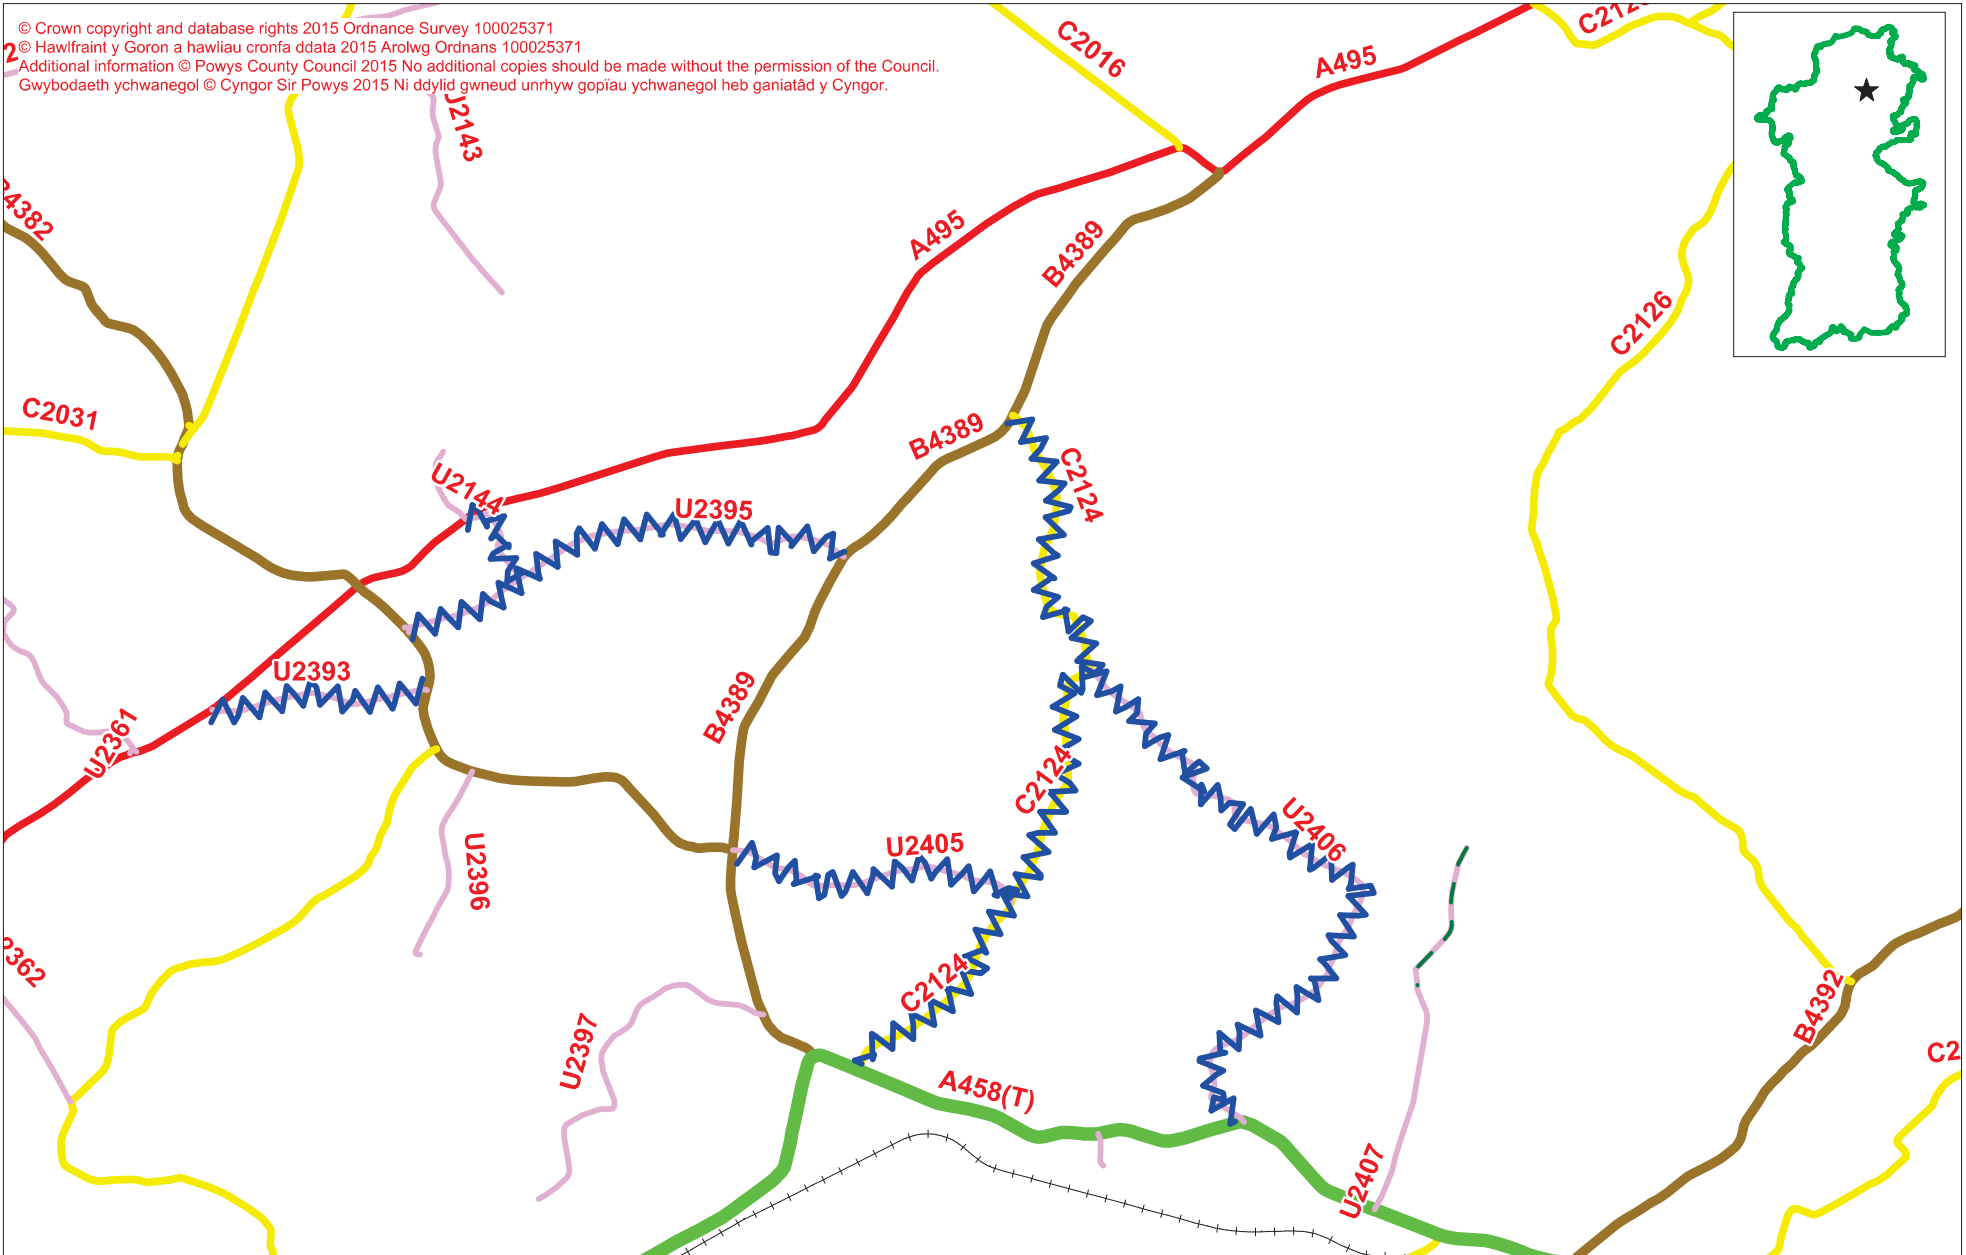 © Crown copyright and database rights 2015 Ordnance Survey 100025371
© Hawlfraint y Goron a hawliau cronfa ddata 2015 Arolwg Ordnans 100025371
Additional information © Powys County Council 2015 No additional copies should be made without the permission of the Council.
Gwybodaeth ychwanegol © Cyngor Sir Powys 2015 Ni ddylid gwneud unrhyw gopïau ychwanegol heb ganiatâd y Cyngor.
C2016
A495
U2143
B4382
A495
B4389
C2126
C2031
B4389
U2144
U2395
C2124
U2393
B4389
U2361
C2124
U2405
U2406
U2396
2362
C2124
B4392
U2397
A458(T)
U2407